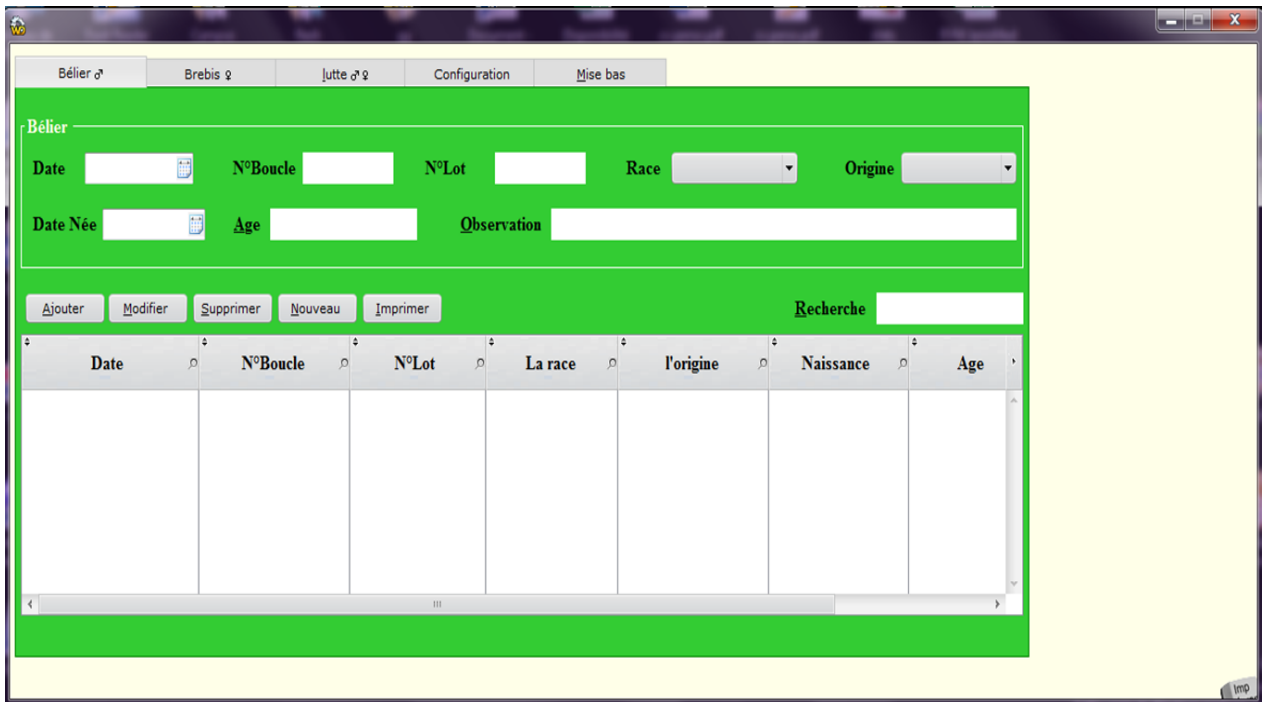 Bélier ♂ Brebis ♀ lutte ♂♀ Configuration Mise bas
Bélier
Date N°Boucle N°Lot Race Origine
Date Née Age Observation
Ajouter Modifier Supprimer Nouveau Imprimer Recherche
Date N°Boucle N°Lot La race l'origine Naissance Age
Imp